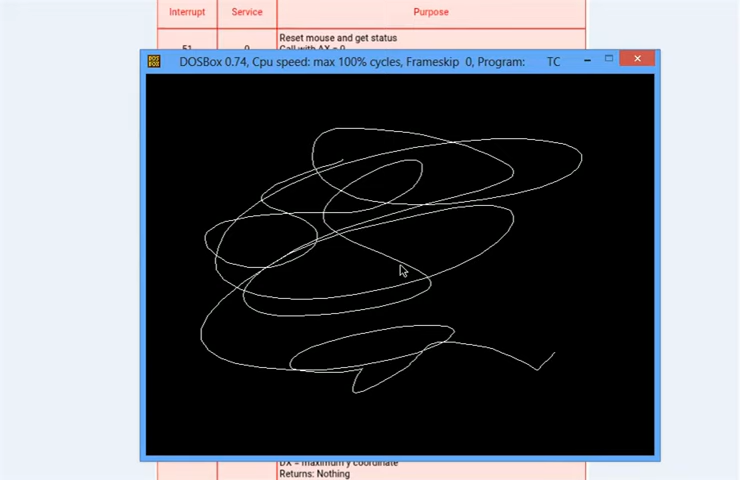 Interrupt Service Purpose
Reset mouse and get status
51 0 Call with AX = 0
DOSBox 0.74, Cpu speed: max 100% cycles, Frameskip 0, Program: TC
DX = maximum y coordinate
Returns: Nothing